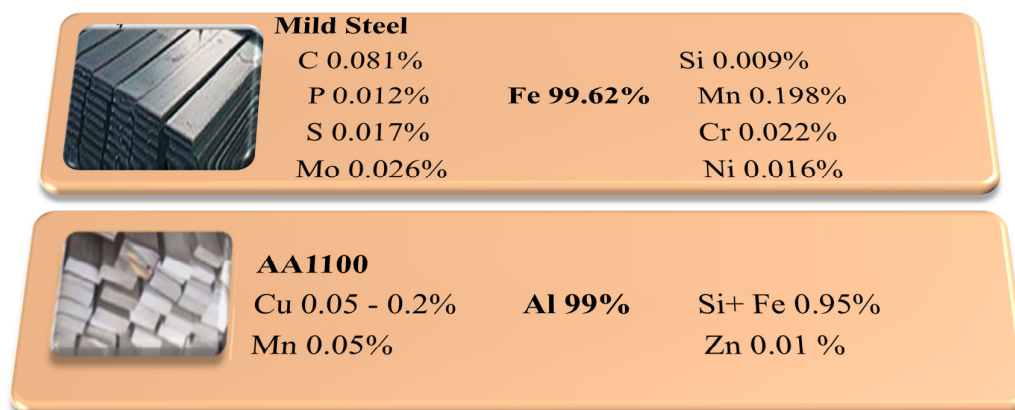 Mild Steel
C 0.081% Si 0.009%
P 0.012% Fe 99.62% Mn 0.198%
S 0.017% Cr 0.022%
Mo 0.026% Ni 0.016%
AA1100
Cu 0.05 - 0.2% Al 99% Si+ Fe 0.95%
Mn 0.05% Zn 0.01 %